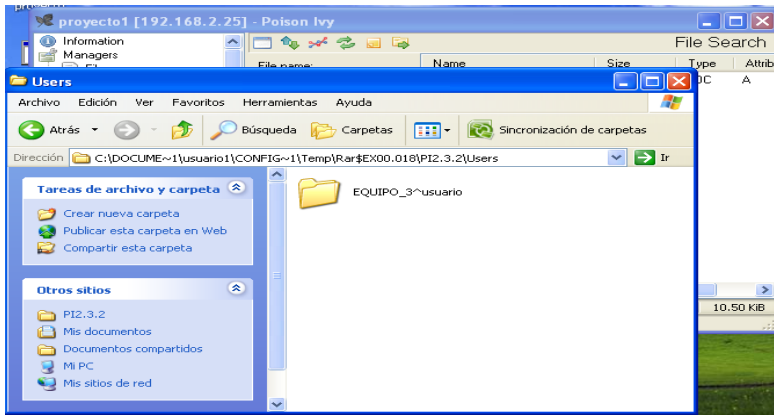 proyecto1 [192.168.2.25] - Poison Ivy
Information
Managers
File Search
File name:
Name
Size
Type
Attrib
A
Users
Archivo Edición Ver Favoritos Herramientas Ayuda
Atrás Búsqueda Carpetas Sincronización de carpetas
Dirección C:\DOCUME~1\usuario1\CONFIG~1\Temp\Rar$EX00.018\PI2.3.2\Users Ir
Tareas de archivo y carpeta
Crear nueva carpeta
Publicar esta carpeta en Web
Compartir esta carpeta
Otros sitios
PI2.3.2
Mis documentos
Documentos compartidos
Mi PC
Mis sitios de red
EQUIPO_3^usuario
10.50 KiB